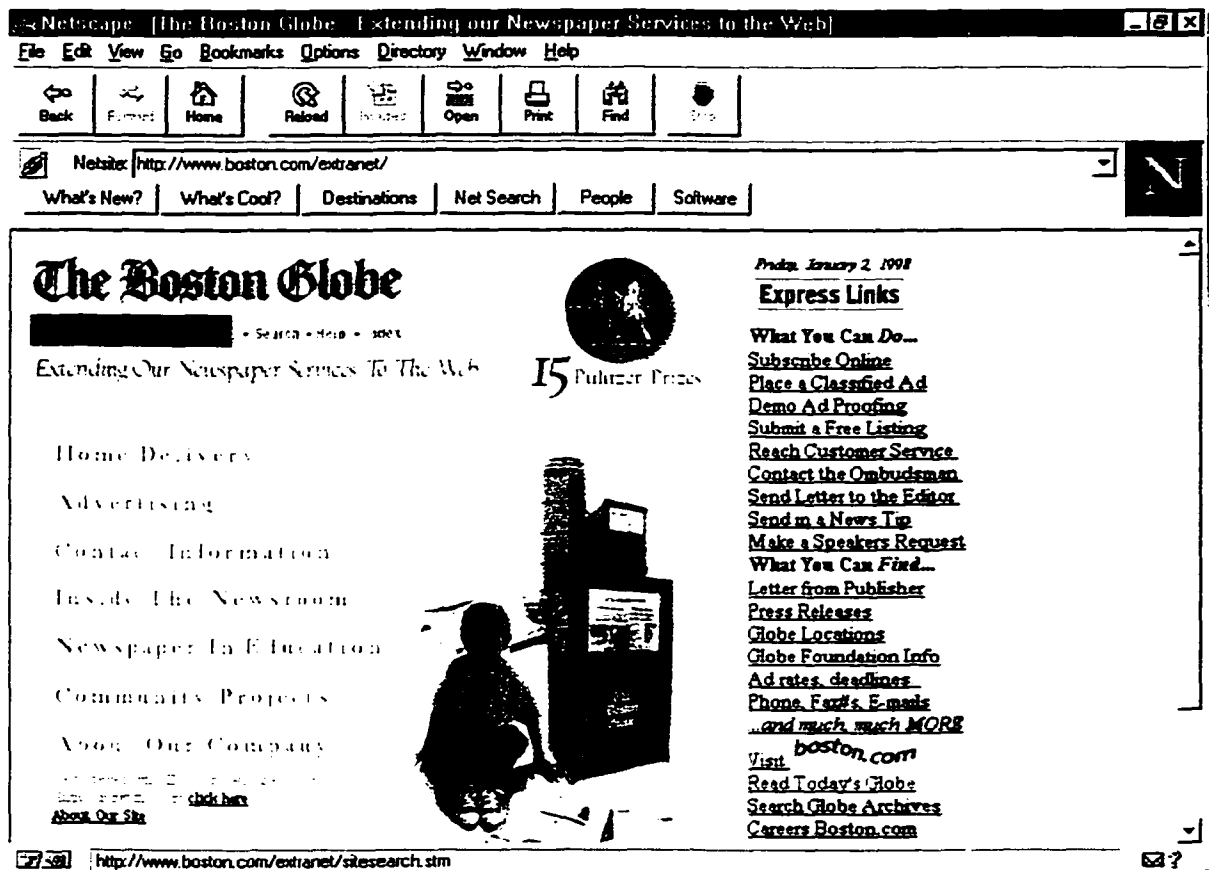 Netscape - [The Boston Globe - Extending our Newspaper Services to the Web]
File Edit View Go Bookmarks Options Directory Window Help
Back Forward Home Reload Images Open Print Find Stop
Netsite: http://www.boston.com/extranet/
N
What's New? What's Cool? Destinations Net Search People Software
The Boston Globe
• Search • Help • Index
Extending Our Newspaper Services To The Web
15 Pulitzer Prizes
Home Delivery
Advertising
Contact Information
Inside The Newsroom
Newspaper In Education
Community Projects
About Our Company
click here
About Our Site
Friday, January 2, 1998
Express Links
What You Can Do...
Subscribe Online
Place a Classified Ad
Demo Ad Proofing
Submit a Free Listing
Reach Customer Service
Contact the Ombudsman
Send Letter to the Editor
Send in a News Tip
Make a Speakers Request
What You Can Find...
Letter from Publisher
Press Releases
Globe Locations
Globe Foundation Info
Ad rates, deadlines
Phone, Fax#s, E-mails
...and much, much MORE
Visit boston.com
Read Today's Globe
Search Globe Archives
Careers Boston.com
http://www.boston.com/extranet/sitesearch.stm